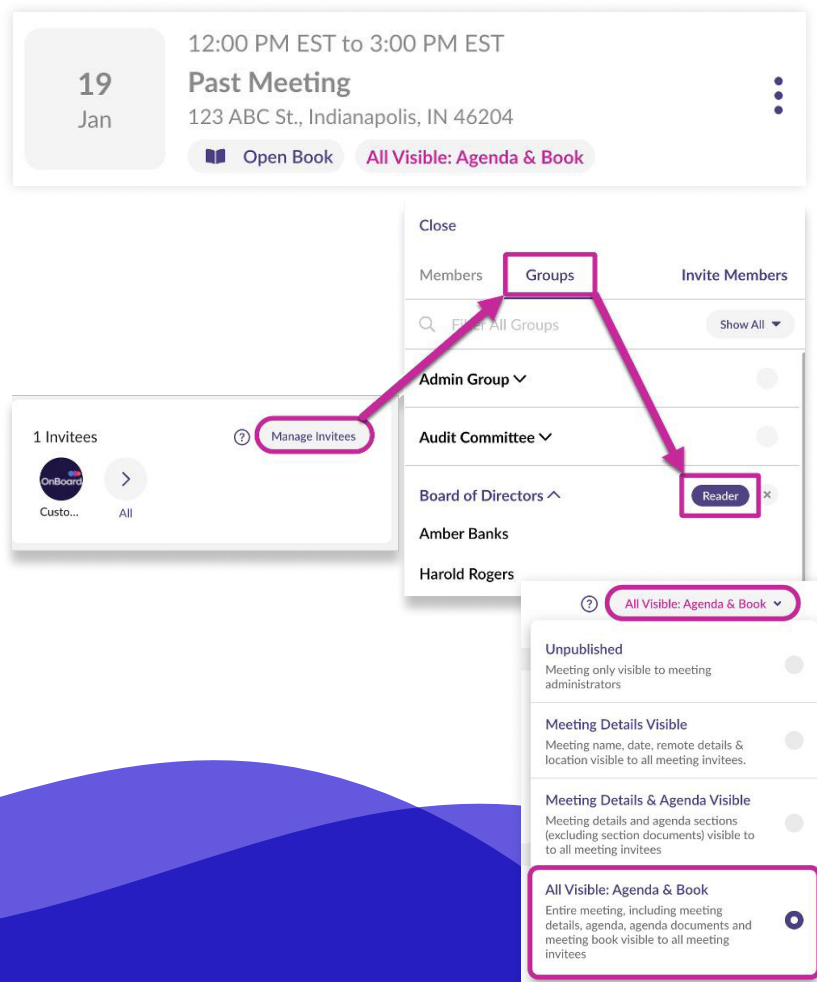 12:00 PM EST to 3:00 PM EST
19
Jan
Past Meeting
123 ABC St., Indianapolis, IN 46204
Open Book
All Visible: Agenda & Book
Close
Members
Groups
Invite Members
Filter All Groups
Show All
Admin Group
Audit Committee
Board of Directors
Reader
×
Amber Banks
Harold Rogers
1 Invitees
?
Manage Invitees
OnBoard
Custo...
All
?
All Visible: Agenda & Book
Unpublished
Meeting only visible to meeting
administrators
Meeting Details Visible
Meeting name, date, remote details &
location visible to all meeting invitees.
Meeting Details & Agenda Visible
Meeting details and agenda sections
(excluding section documents) visible to
to all meeting invitees
All Visible: Agenda & Book
Entire meeting, including meeting
details, agenda, agenda documents and
meeting book visible to all meeting
invitees